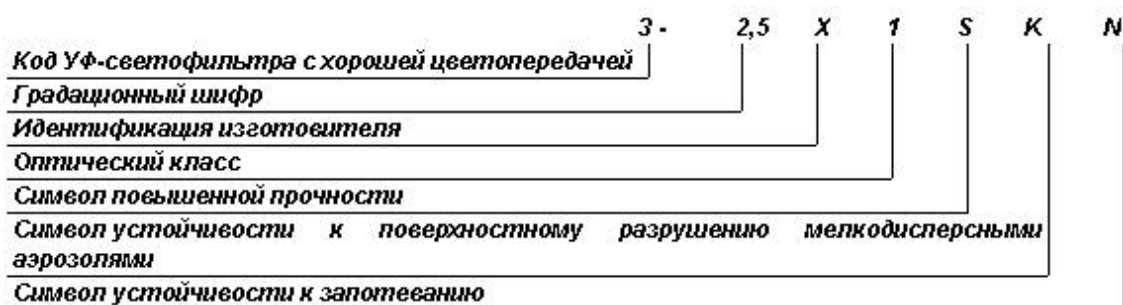 3 - 2,5 X 1 S K N
Код УФ-светофильтра с хорошей цветопередачей
Градационный шифр
Идентификация изготовителя
Оптический класс
Символ повышенной прочности
Символ устойчивости к поверхностному разрушению мелкодисперсными
аэрозолями
Символ устойчивости к запотеванию